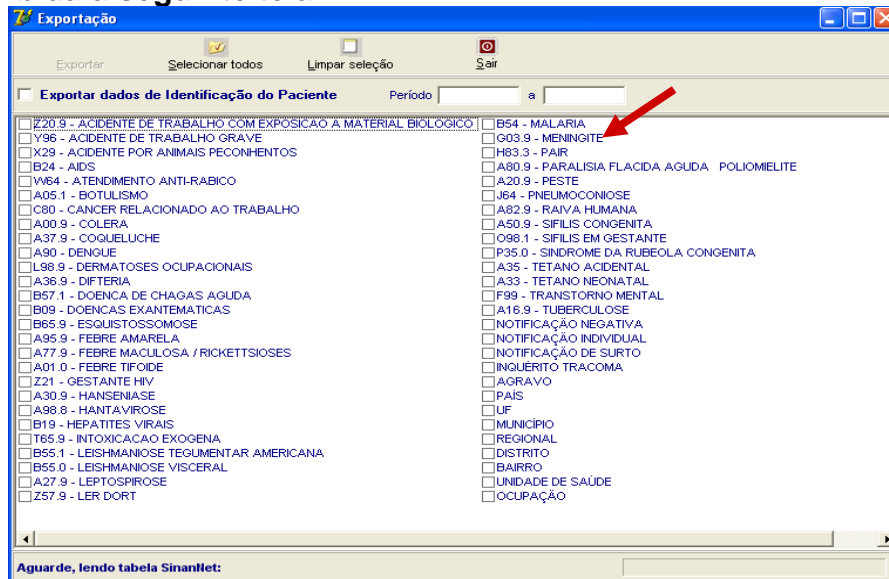 Exportação
Exportar
Selecionar todos
Limpar seleção
Sair
Exportar dados de Identificação do Paciente
Período
a
Z20.9 - ACIDENTE DE TRABALHO COM EXPOSICAO A MATERIAL BIOLOGICO
Y96 - ACIDENTE DE TRABALHO GRAVE
X29 - ACIDENTE POR ANIMAIS PECONHENTOS
B24 - AIDS
W64 - ATENDIMENTO ANTI-RABICO
A05.1 - BOTULISMO
C80 - CANCER RELACIONADO AO TRABALHO
A00.9 - COLERA
A37.9 - COQUELUCHE
A90 - DENGUE
L98.9 - DERMATOSES OCUPACIONAIS
A36.9 - DIFTERIA
B57.1 - DOENCA DE CHAGAS AGUDA
B09 - DOENCAS EXANTEMATICAS
B65.9 - ESQUISTOSSOMOSE
A95.9 - FEBRE AMARELA
A77.9 - FEBRE MACULOSA / RICKETTSIOSES
A01.0 - FEBRE TIFOIDE
Z21 - GESTANTE HIV
A30.9 - HANSENIASE
A98.8 - HANTAVIROSE
B19 - HEPATITES VIRAIS
T65.9 - INTOXICACAO EXOGENA
B55.1 - LEISHMANIOSE TEGUMENTAR AMERICANA
B55.0 - LEISHMANIOSE VISCERAL
A27.9 - LEPTOSPIROSE
Z57.9 - LER DORT
B54 - MALARIA
G03.9 - MENINGITE
H83.3 - PAIR
A80.9 - PARALISIA FLACIDA AGUDA POLIOMIELITE
A20.9 - PESTE
J64 - PNEUMOCONIOSE
A82.9 - RAIVA HUMANA
A50.9 - SIFILIS CONGENITA
O98.1 - SIFILIS EM GESTANTE
P35.0 - SINDROME DA RUBEOLA CONGENITA
A35 - TETANO ACIDENTAL
A33 - TETANO NEONATAL
F99 - TRANSTORNO MENTAL
A16.9 - TUBERCULOSE
NOTIFICAÇÃO NEGATIVA
NOTIFICAÇÃO INDIVIDUAL
NOTIFICAÇÃO DE SURTO
INQUÉRITO TRACOMA
AGRAVO
PAÍS
UF
MUNICÍPIO
REGIONAL
DISTRITO
BAIRRO
UNIDADE DE SAÚDE
OCUPAÇÃO
Aguarde, lendo tabela SinanNet: